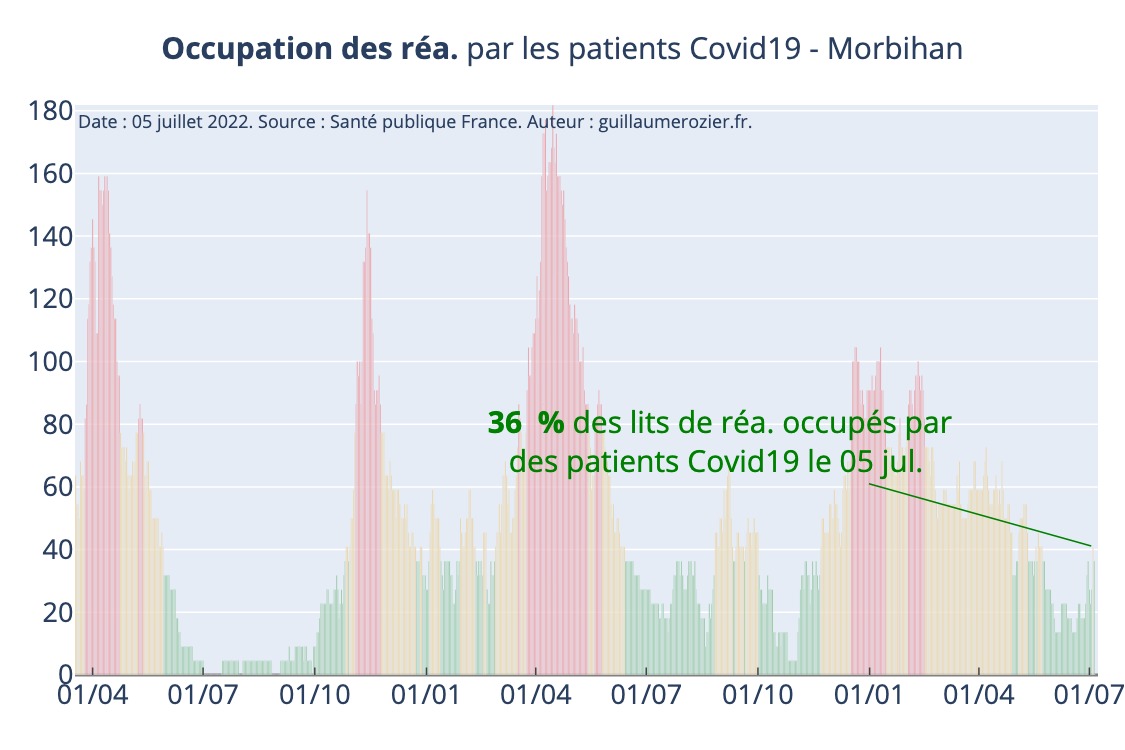 Occupation des réa. par les patients Covid19 - Morbihan
180
Date : 05 juillet 2022. Source : Santé publique France. Auteur : guillaumerozier.fr.
160
140
120
100
80
36 % des lits de réa. occupés par
des patients Covid19 le 05 jul.
60
40
20
0
01/04 01/07 01/10 01/01 01/04 01/07 01/10 01/01 01/04 01/07